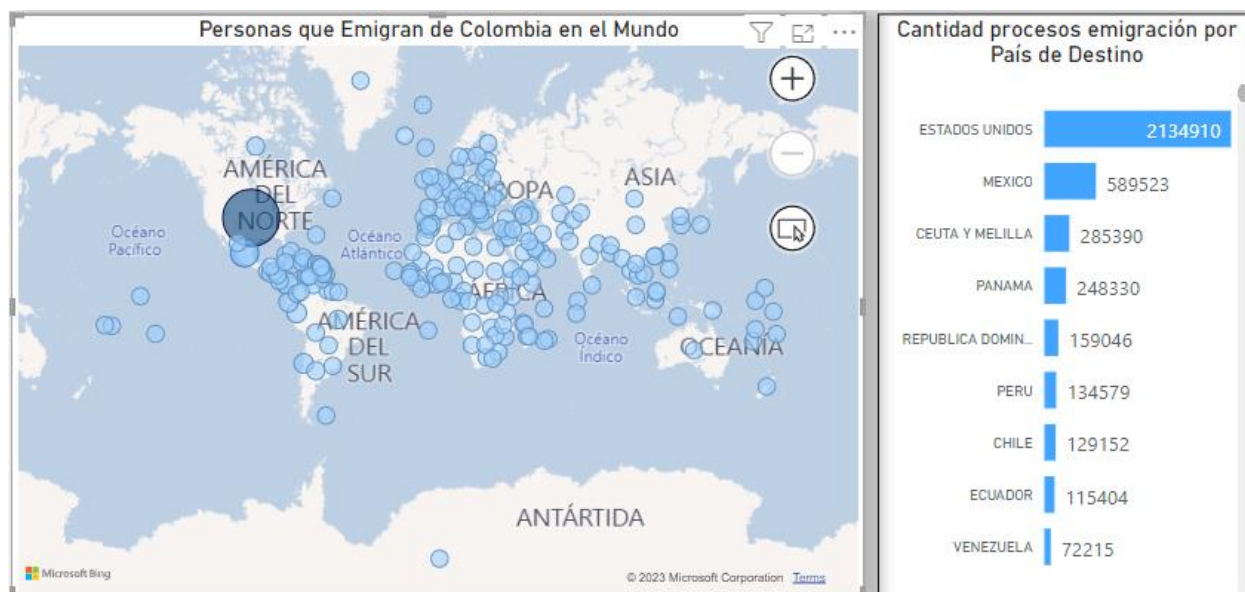 Personas que Emigran de Colombia en el Mundo
AMÉRICA
DEL
NORTE
ASIA
Océano
Pacífico
Océano
Atlántico
ÁFRICA
AMÉRICA
DEL
SUR
Océano
Índico
OCEANÍA
ANTÁRTIDA
Microsoft Bing
© 2023 Microsoft Corporation Terms
Cantidad procesos emigración por
País de Destino
ESTADOS UNIDOS 2134910
MEXICO 589523
CEUTA Y MELILLA 285390
PANAMA 248330
REPUBLICA DOMIN... 159046
PERU 134579
CHILE 129152
ECUADOR 115404
VENEZUELA 72215